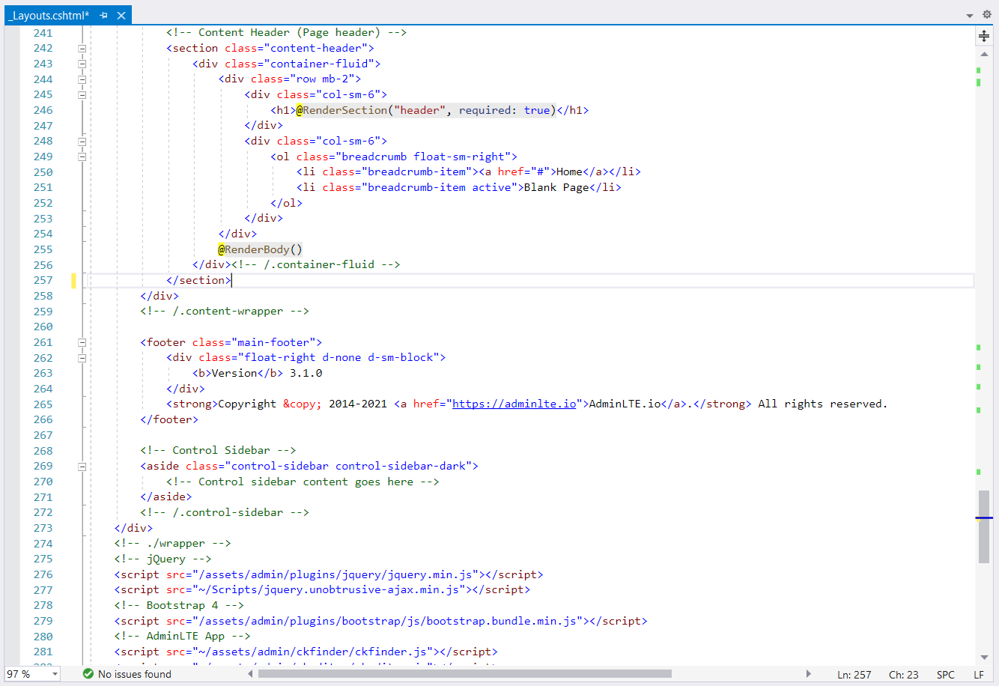 _Layouts.cshtml*
241 <!-- Content Header (Page header) -->
242 <section class="content-header">
243 <div class="container-fluid">
244 <div class="row mb-2">
245 <div class="col-sm-6">
246 <h1>@RenderSection("header", required: true)</h1>
247 </div>
248 <div class="col-sm-6">
249 <ol class="breadcrumb float-sm-right">
250 <li class="breadcrumb-item"><a href="#">Home</a></li>
251 <li class="breadcrumb-item active">Blank Page</li>
252 </ol>
253 </div>
254 </div>
255 @RenderBody()
256 </div><!-- /.container-fluid -->
257 </section>
258 </div>
259 <!-- /.content-wrapper -->
260
261 <footer class="main-footer">
262 <div class="float-right d-none d-sm-block">
263 <b>Version</b> 3.1.0
264 </div>
265 <strong>Copyright &copy; 2014-2021 <a href="https://adminlte.io">AdminLTE.io</a>.</strong> All rights reserved.
266 </footer>
267
268 <!-- Control Sidebar -->
269 <aside class="control-sidebar control-sidebar-dark">
270 <!-- Control sidebar content goes here -->
271 </aside>
272 <!-- /.control-sidebar -->
273 </div>
274 <!-- ./wrapper -->
275 <!-- jQuery -->
276 <script src="/assets/admin/plugins/jquery/jquery.min.js"></script>
277 <script src="~/Scripts/jquery.unobtrusive-ajax.min.js"></script>
278 <!-- Bootstrap 4 -->
279 <script src="/assets/admin/plugins/bootstrap/js/bootstrap.bundle.min.js"></script>
280 <!-- AdminLTE App -->
281 <script src="~/assets/admin/ckfinder/ckfinder.js"></script>
97 % No issues found Ln: 257 Ch: 23 SPC LF